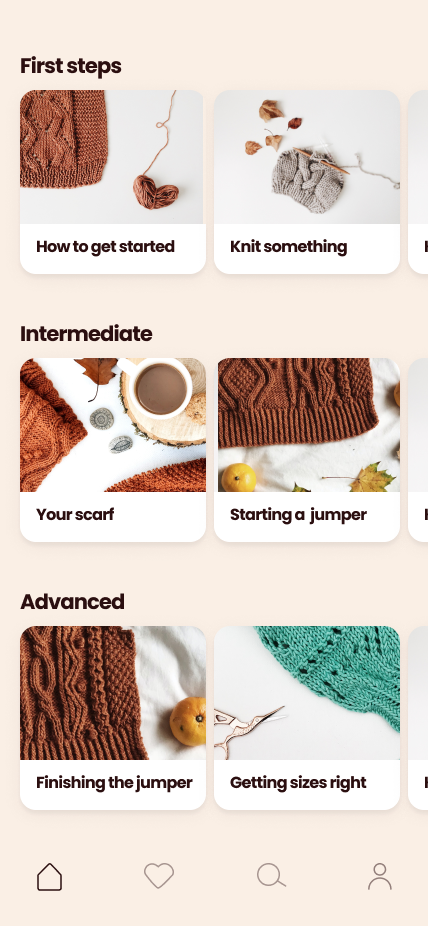 First steps
How to get started
Knit something
Intermediate
Your scarf
Starting a jumper
Advanced
Finishing the jumper
Getting sizes right